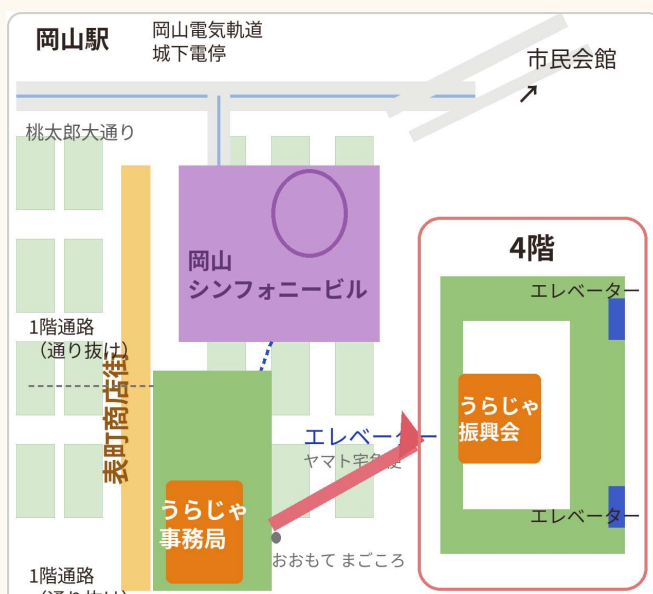 岡山駅
岡山電気軌道
城下電停
市民会館
↗
桃太郎大通り
岡山
シンフォニービル
1階通路
（通り抜け）
表町商店街
エレベーター
ヤマト宅急便
うらじゃ
事務局
おおもて まごころ
1階通路
（通り抜け）
4階
エレベーター
うらじゃ
振興会
エレベーター